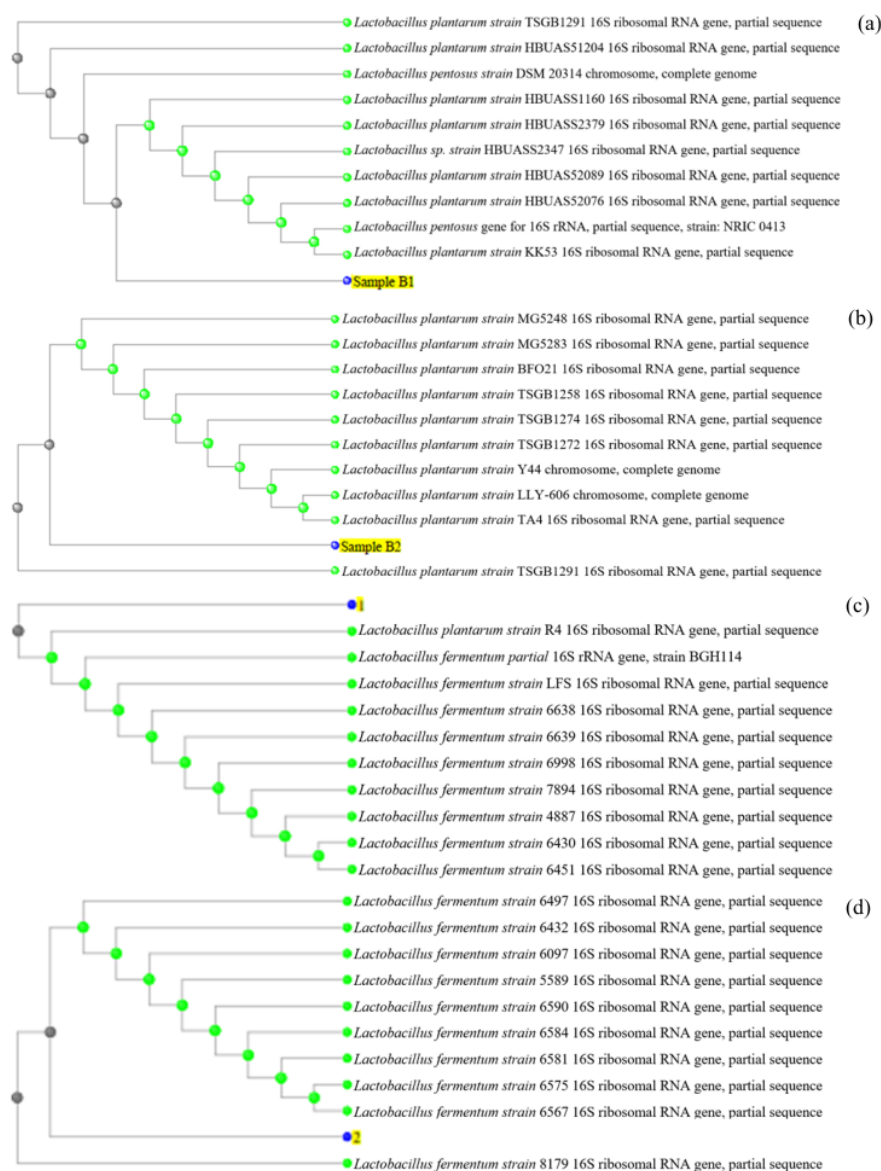 Lactobacillus plantarum strain TSGB1291 16S ribosomal RNA gene, partial sequence
(a)
Lactobacillus plantarum strain HBUAS51204 16S ribosomal RNA gene, partial sequence
Lactobacillus pentosus strain DSM 20314 chromosome, complete genome
Lactobacillus plantarum strain HBUASS1160 16S ribosomal RNA gene, partial sequence
Lactobacillus plantarum strain HBUASS2379 16S ribosomal RNA gene, partial sequence
Lactobacillus sp. strain HBUASS2347 16S ribosomal RNA gene, partial sequence
Lactobacillus plantarum strain HBUAS52089 16S ribosomal RNA gene, partial sequence
Lactobacillus plantarum strain HBUAS52076 16S ribosomal RNA gene, partial sequence
Lactobacillus pentosus gene for 16S rRNA, partial sequence, strain: NRIC 0413
Lactobacillus plantarum strain KK53 16S ribosomal RNA gene, partial sequence
Sample B1
Lactobacillus plantarum strain MG5248 16S ribosomal RNA gene, partial sequence
(b)
Lactobacillus plantarum strain MG5283 16S ribosomal RNA gene, partial sequence
Lactobacillus plantarum strain BFO21 16S ribosomal RNA gene, partial sequence
Lactobacillus plantarum strain TSGB1258 16S ribosomal RNA gene, partial sequence
Lactobacillus plantarum strain TSGB1274 16S ribosomal RNA gene, partial sequence
Lactobacillus plantarum strain TSGB1272 16S ribosomal RNA gene, partial sequence
Lactobacillus plantarum strain Y44 chromosome, complete genome
Lactobacillus plantarum strain LLY-606 chromosome, complete genome
Lactobacillus plantarum strain TA4 16S ribosomal RNA gene, partial sequence
Sample B2
Lactobacillus plantarum strain TSGB1291 16S ribosomal RNA gene, partial sequence
1
(c)
Lactobacillus plantarum strain R4 16S ribosomal RNA gene, partial sequence
Lactobacillus fermentum partial 16S rRNA gene, strain BGH114
Lactobacillus fermentum strain LFS 16S ribosomal RNA gene, partial sequence
Lactobacillus fermentum strain 6638 16S ribosomal RNA gene, partial sequence
Lactobacillus fermentum strain 6639 16S ribosomal RNA gene, partial sequence
Lactobacillus fermentum strain 6998 16S ribosomal RNA gene, partial sequence
Lactobacillus fermentum strain 7894 16S ribosomal RNA gene, partial sequence
Lactobacillus fermentum strain 4887 16S ribosomal RNA gene, partial sequence
Lactobacillus fermentum strain 6430 16S ribosomal RNA gene, partial sequence
Lactobacillus fermentum strain 6451 16S ribosomal RNA gene, partial sequence
Lactobacillus fermentum strain 6497 16S ribosomal RNA gene, partial sequence
(d)
Lactobacillus fermentum strain 6432 16S ribosomal RNA gene, partial sequence
Lactobacillus fermentum strain 6097 16S ribosomal RNA gene, partial sequence
Lactobacillus fermentum strain 5589 16S ribosomal RNA gene, partial sequence
Lactobacillus fermentum strain 6590 16S ribosomal RNA gene, partial sequence
Lactobacillus fermentum strain 6584 16S ribosomal RNA gene, partial sequence
Lactobacillus fermentum strain 6581 16S ribosomal RNA gene, partial sequence
Lactobacillus fermentum strain 6575 16S ribosomal RNA gene, partial sequence
Lactobacillus fermentum strain 6567 16S ribosomal RNA gene, partial sequence
2
Lactobacillus fermentum strain 8179 16S ribosomal RNA gene, partial sequence